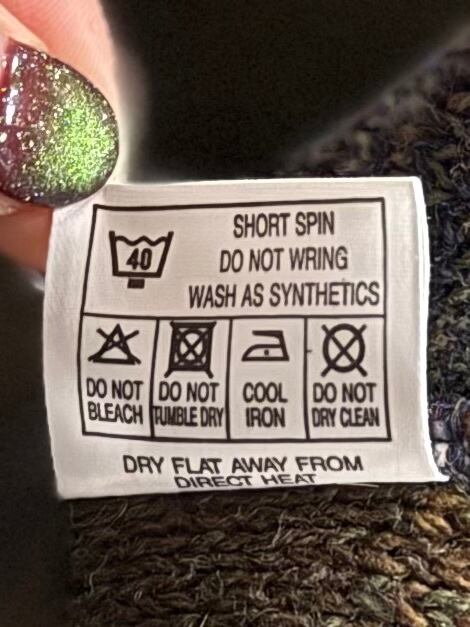 40
SHORT SPIN
DO NOT WRING
WASH AS SYNTHETICS
DO NOT
BLEACH
DO NOT
TUMBLE DRY
COOL
IRON
DO NOT
DRY CLEAN
DRY FLAT AWAY FROM
DIRECT HEAT